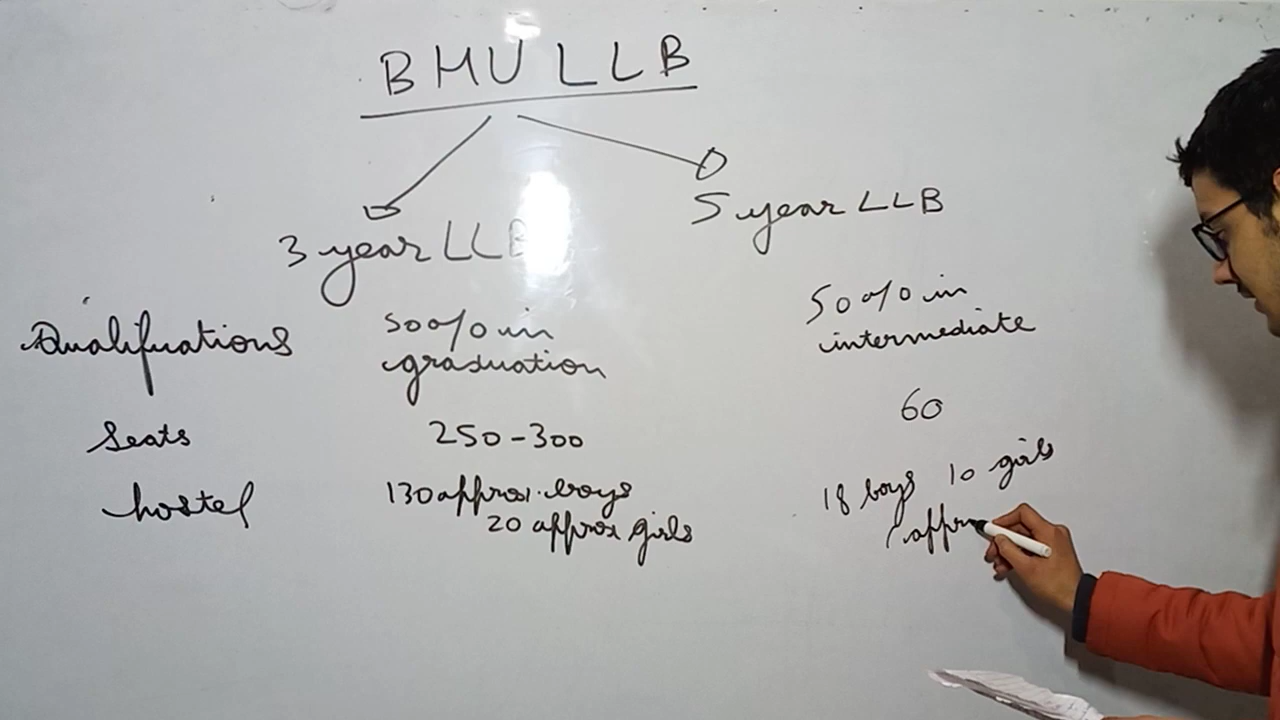 BHU LLB
3 year LLB
5 year LLB
Qualifications
50% in
graduation
50% in
intermediate
Seats
250-300
60
hostel
130 approx. boys
20 approx girls
18 boys 10 girls
(appro